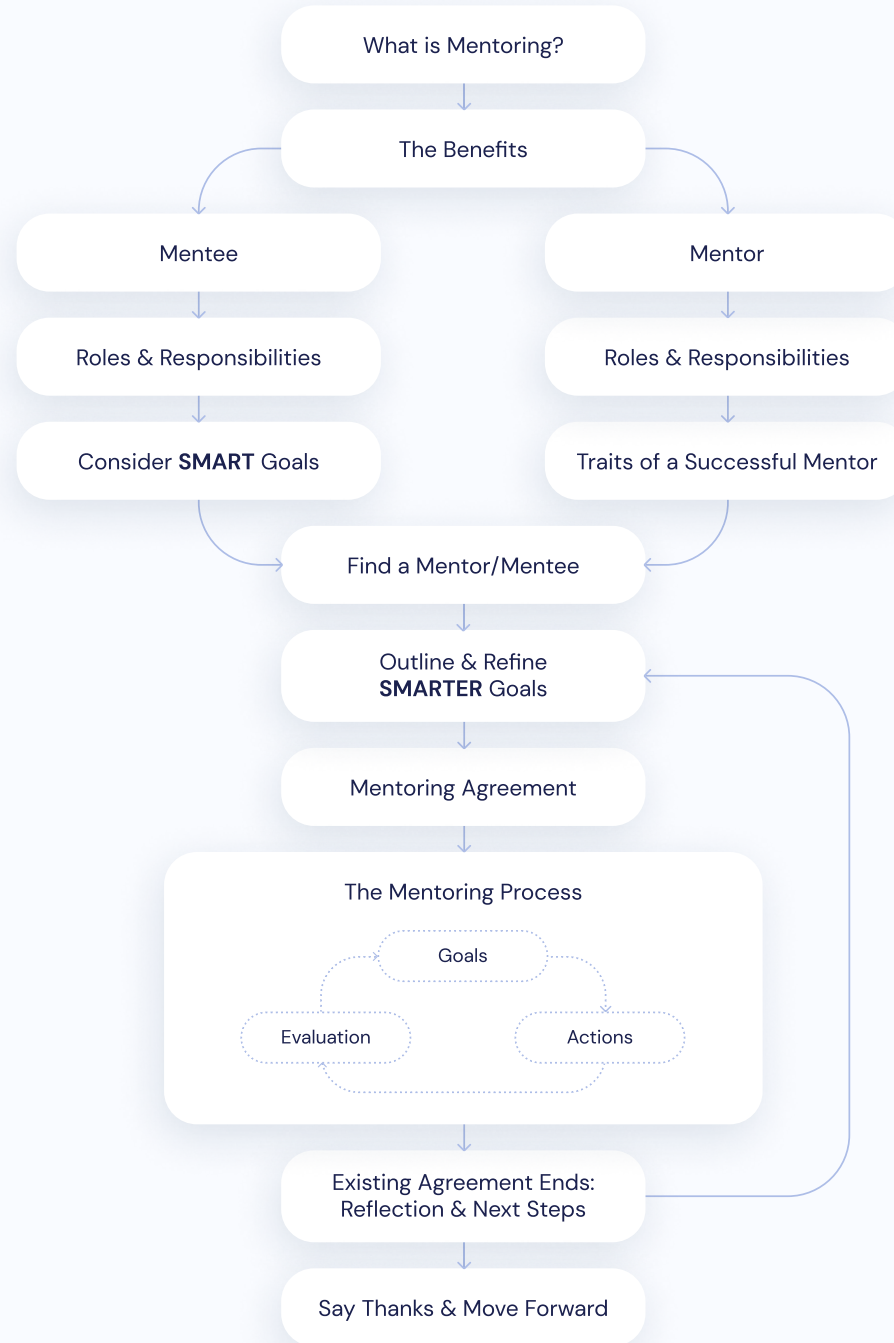 What is Mentoring?
The Benefits
Mentee
Mentor
Roles & Responsibilities
Roles & Responsibilities
Consider SMART Goals
Traits of a Successful Mentor
Find a Mentor/Mentee
Outline & Refine
SMARTER Goals
Mentoring Agreement
The Mentoring Process
Goals
Evaluation
Actions
Existing Agreement Ends:
Reflection & Next Steps
Say Thanks & Move Forward